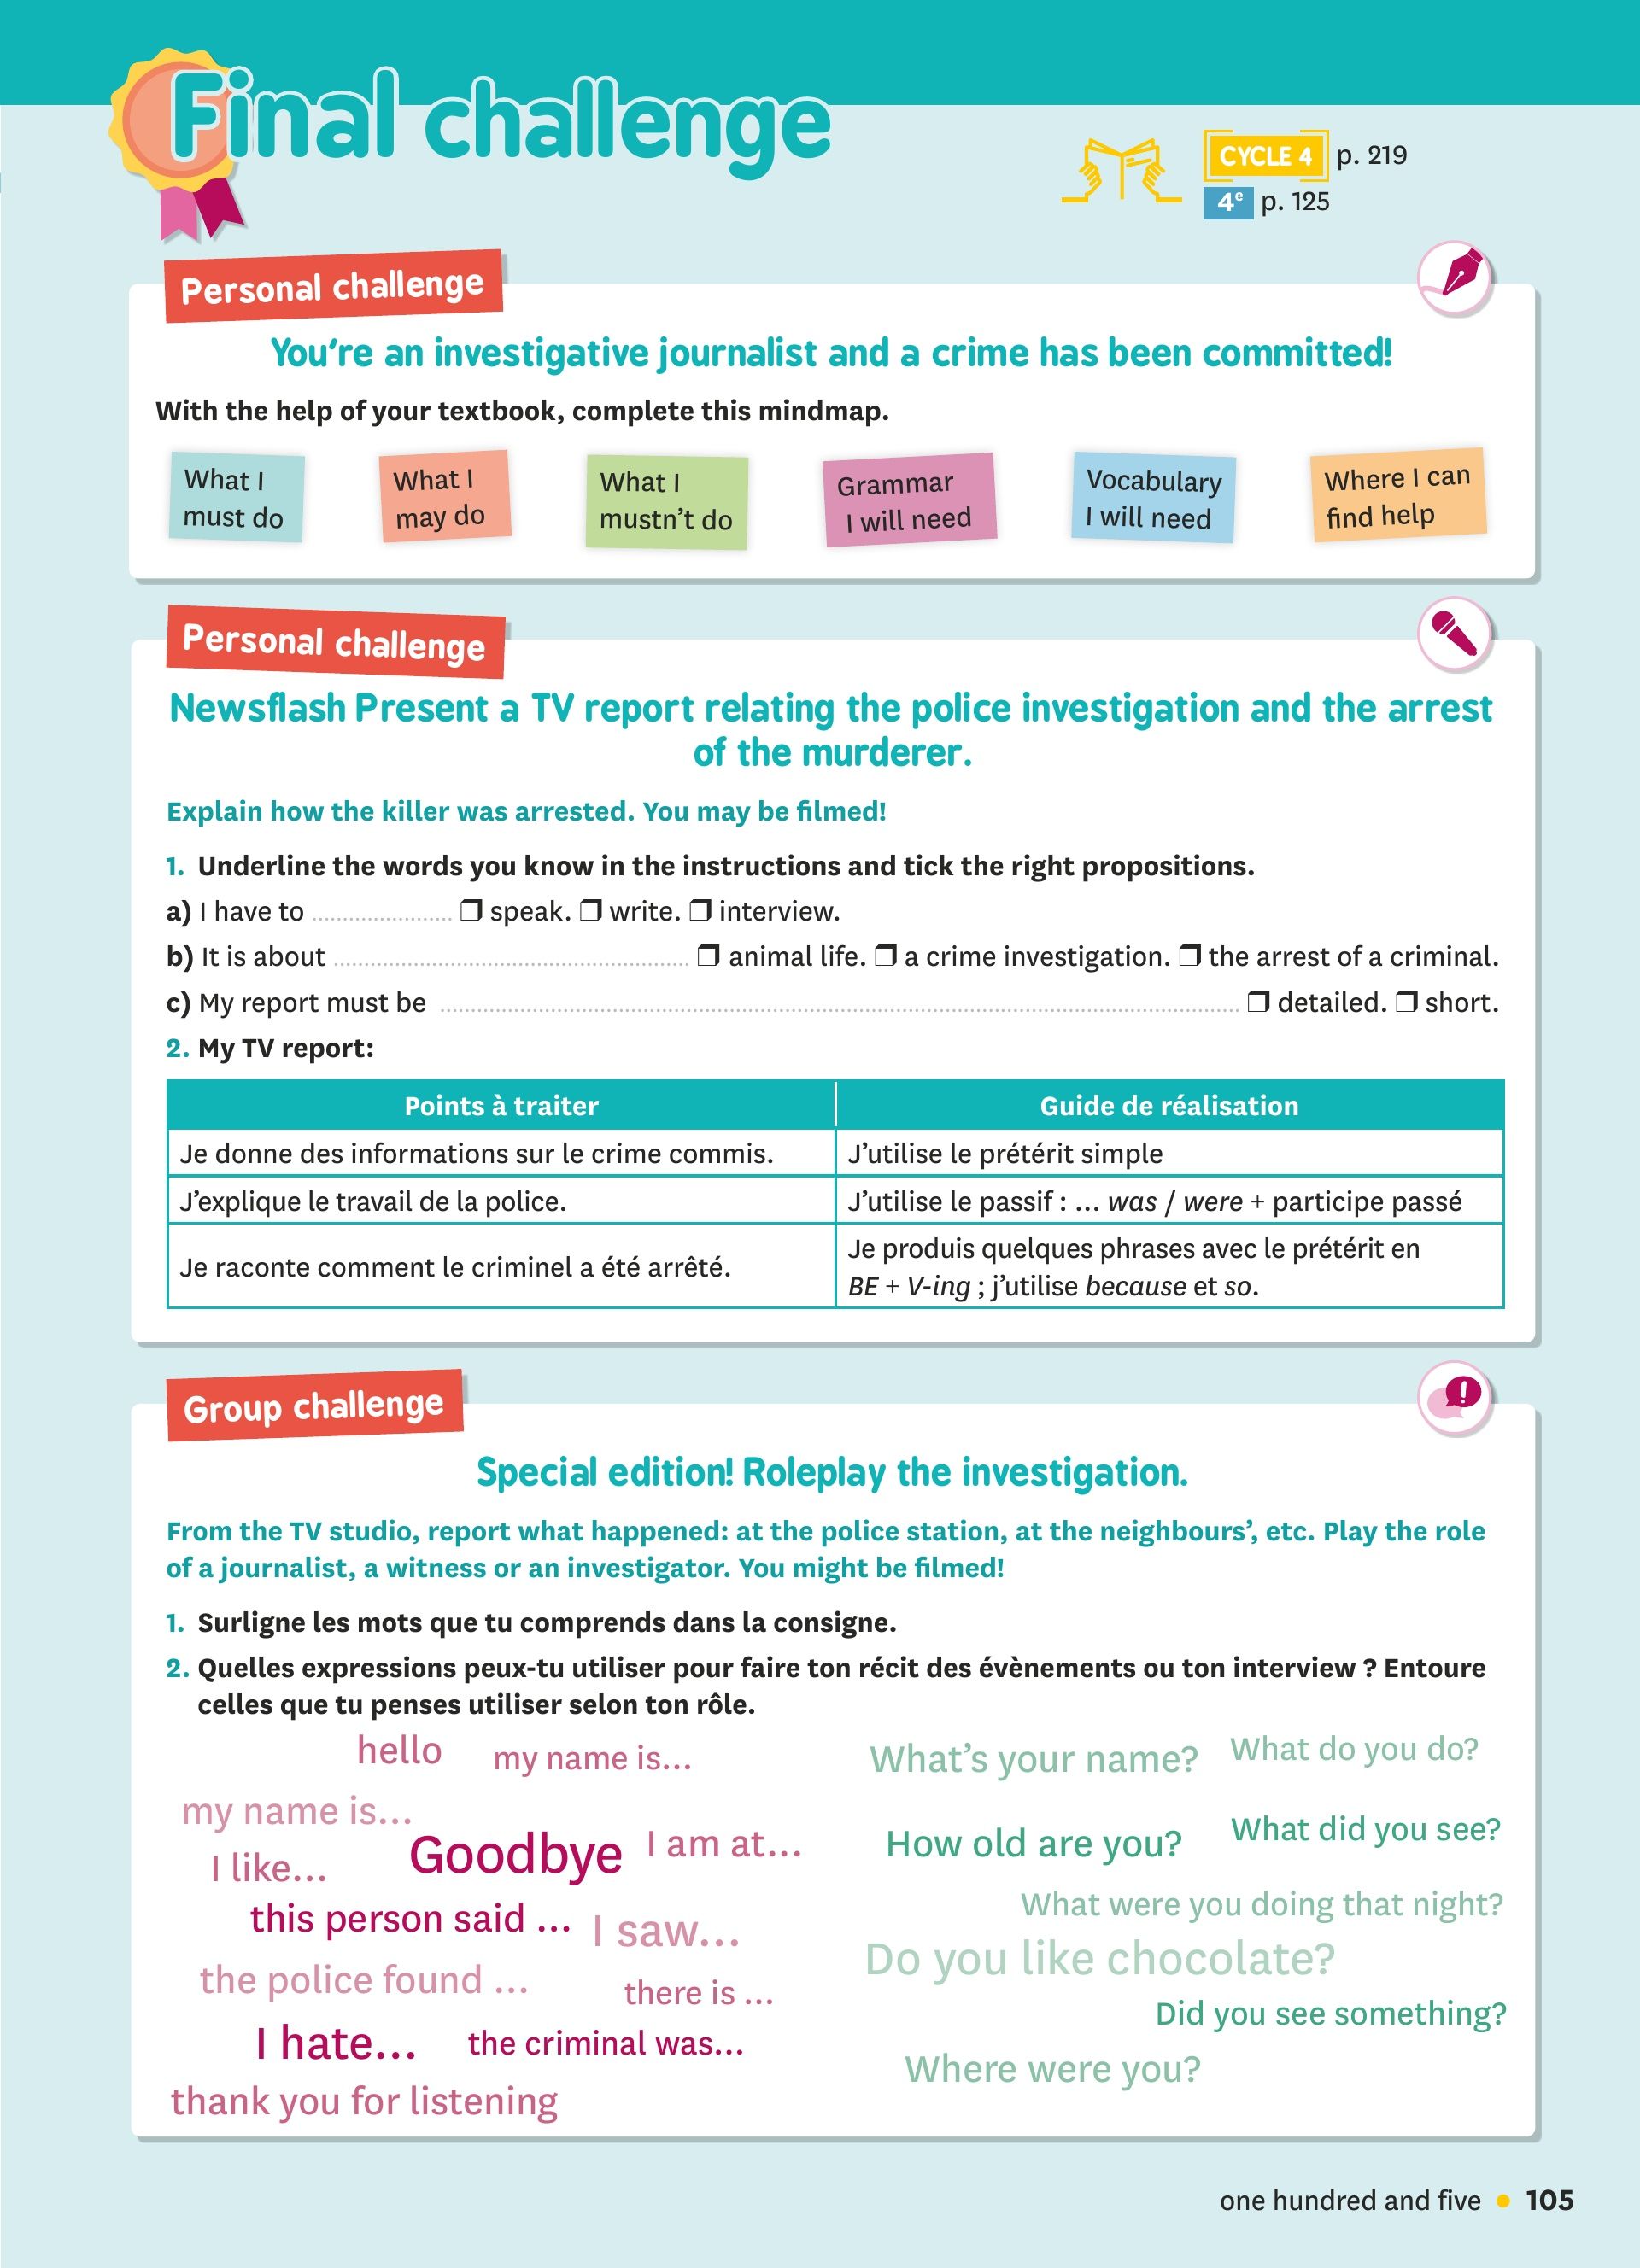 Final challenge
CYCLE 4 p. 219
4e p. 125
Personal challenge
You're an investigative journalist and a crime has been committed!
With the help of your textbook, complete this mindmap.
What I
must do
What I
may do
What I
mustn't do
Grammar
I will need
Vocabulary
I will need
Where I can
find help
Personal challenge
Newsflash Present a TV report relating the police investigation and the arrest
of the murderer.
Explain how the killer was arrested. You may be filmed!
1. Underline the words you know in the instructions and tick the right propositions.
a) I have to ........................ ❒ speak. ❒ write. ❒ interview.
b) It is about ............................................................ ❒ animal life. ❒ a crime investigation. ❒ the arrest of a criminal.
c) My report must be ................................................................................................................ ❒ detailed. ❒ short.
2. My TV report:
Points à traiter
Guide de réalisation
Je donne des informations sur le crime commis.
J'utilise le prétérit simple
J'explique le travail de la police.
J'utilise le passif : … was / were + participe passé
Je raconte comment le criminel a été arrêté.
Je produis quelques phrases avec le prétérit en
BE + V-ing ; j'utilise because et so.
Group challenge
Special edition! Roleplay the investigation.
From the TV studio, report what happened: at the police station, at the neighbours', etc. Play the role
of a journalist, a witness or an investigator. You might be filmed!
1. Surligne les mots que tu comprends dans la consigne.
2. Quelles expressions peux-tu utiliser pour faire ton récit des évènements ou ton interview ? Entoure
celles que tu penses utiliser selon ton rôle.
hello
my name is…
my name is…
I like…
Goodbye
I am at…
this person said …
I saw…
the police found …
there is …
I hate…
the criminal was…
thank you for listening
What's your name?
What do you do?
How old are you?
What did you see?
What were you doing that night?
Do you like chocolate?
Did you see something?
Where were you?
one hundred and five • 105